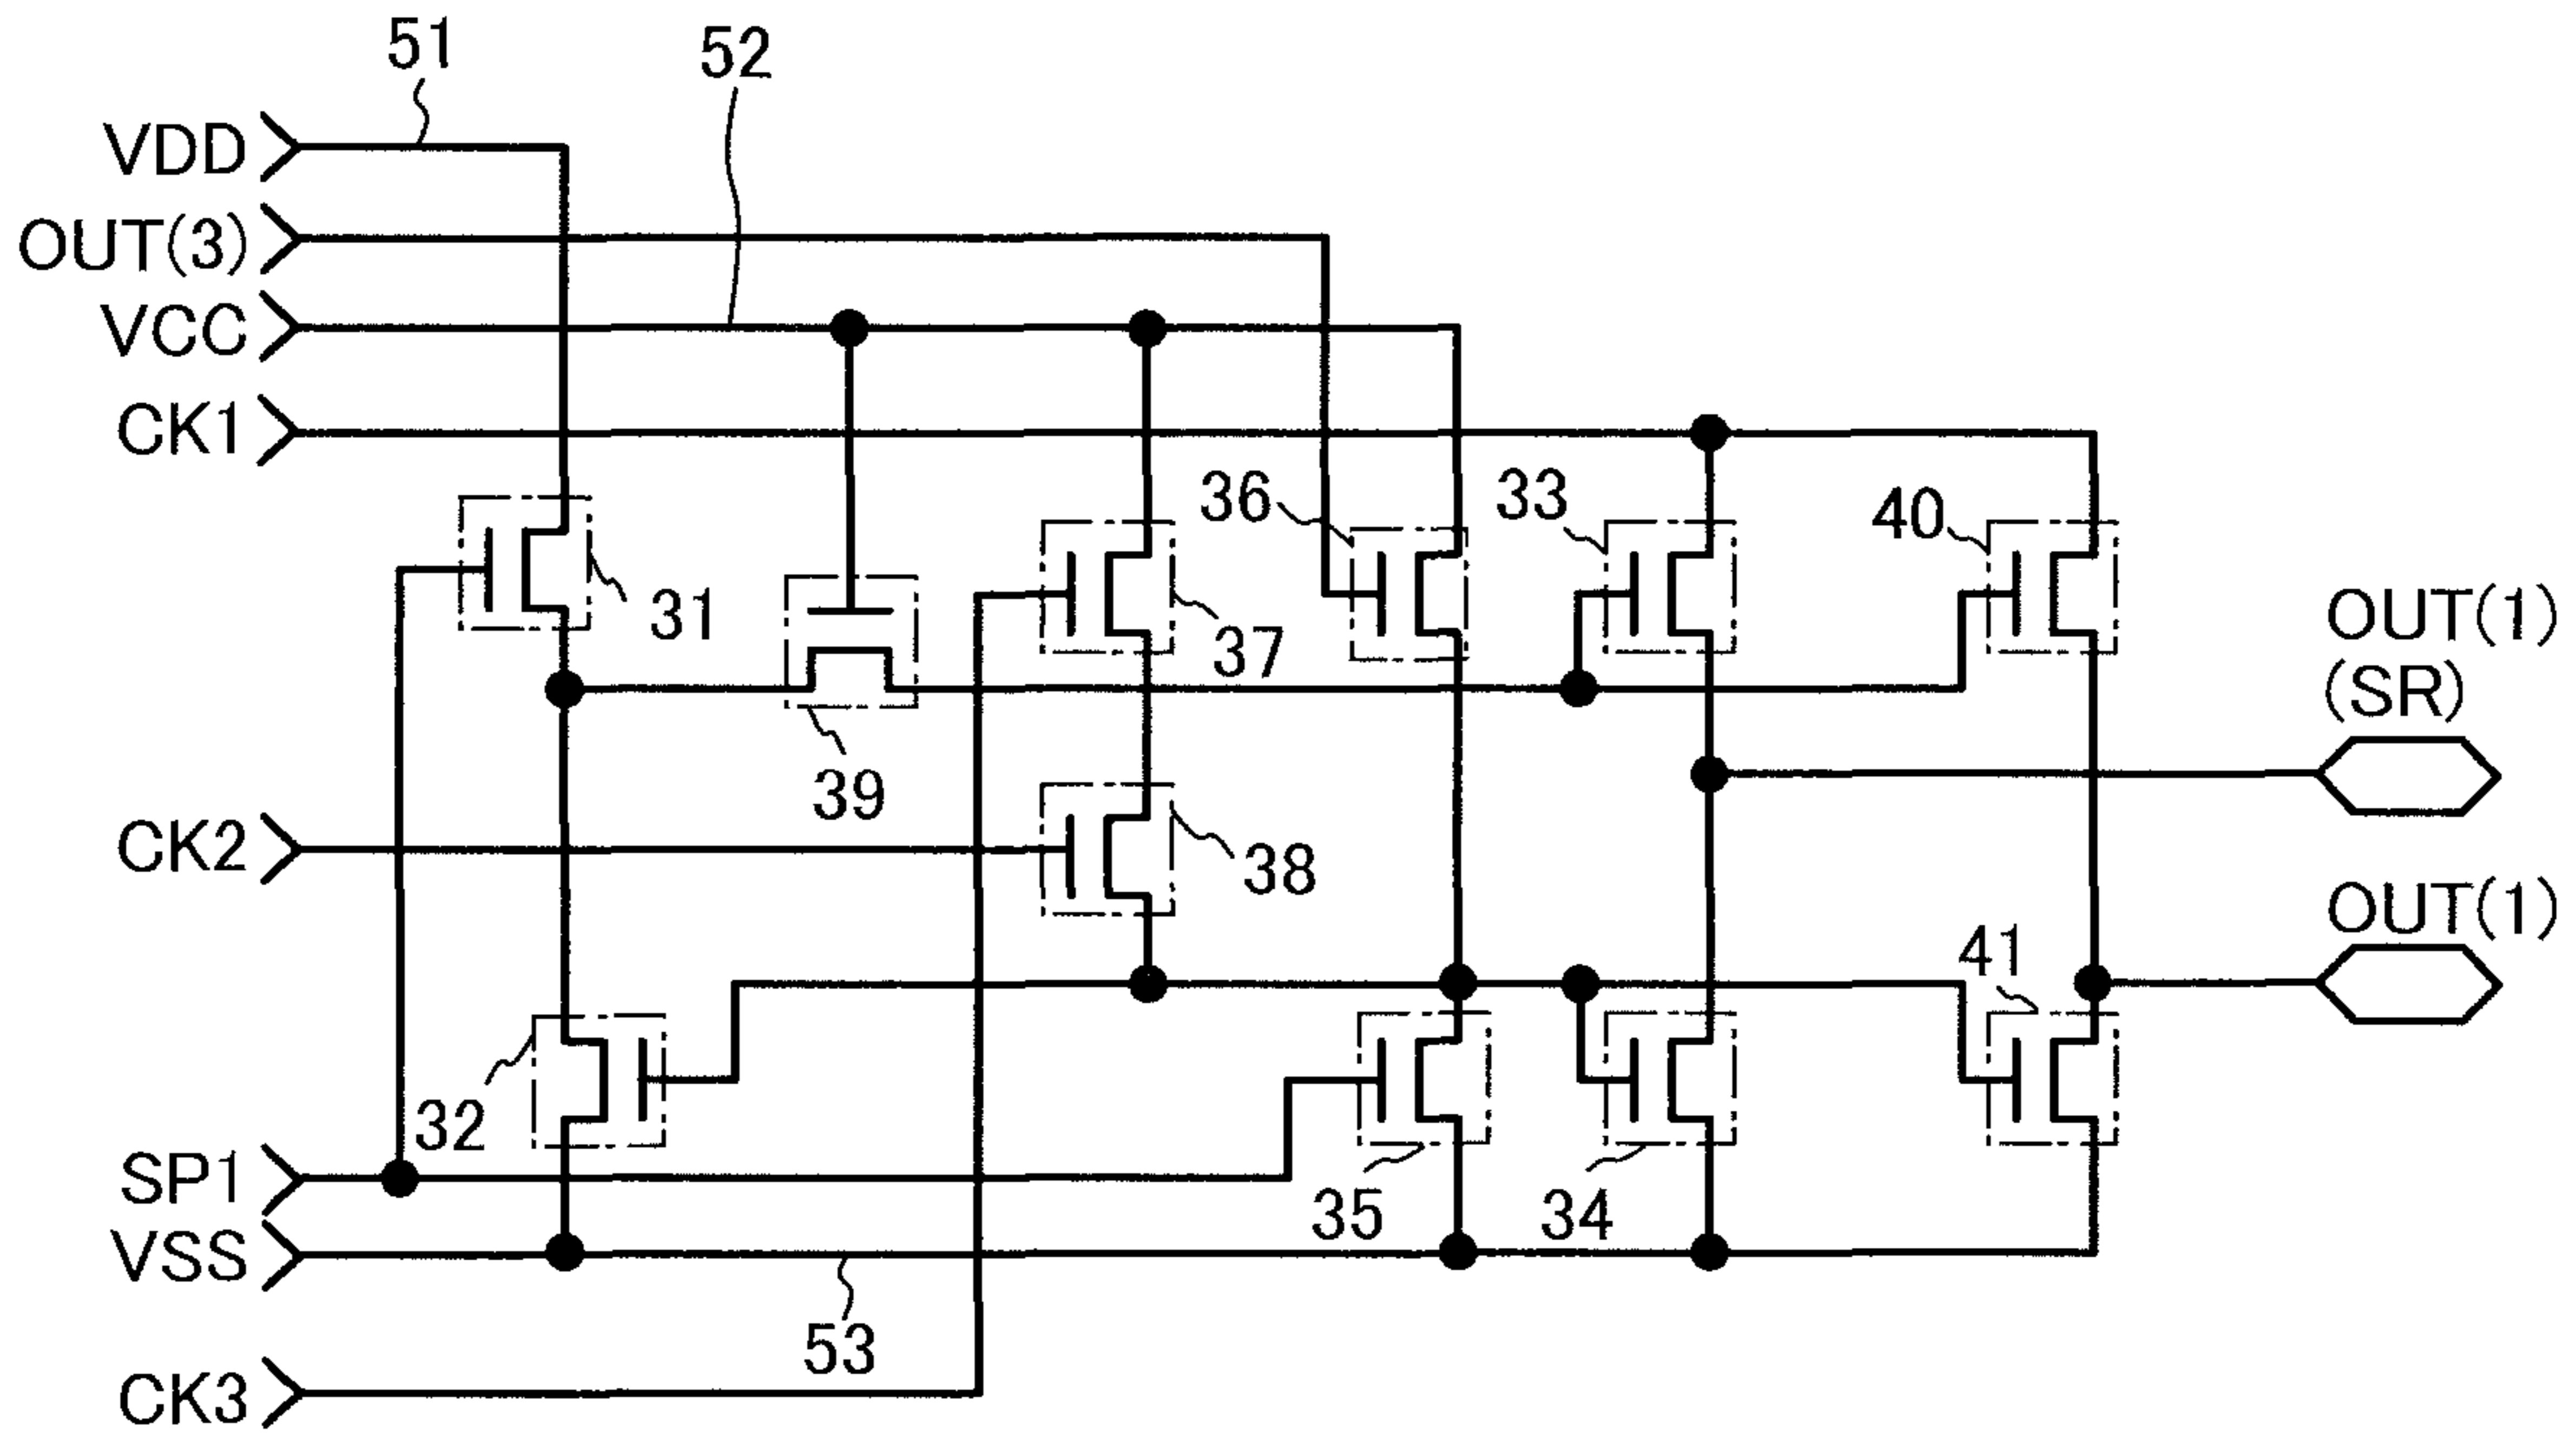 51
52
VDD
OUT(3)
VCC
CK1
36
33
40
31
37
OUT(1)
(SR)
39
CK2
38
OUT(1)
41
32
SP1
35
34
VSS
53
CK3